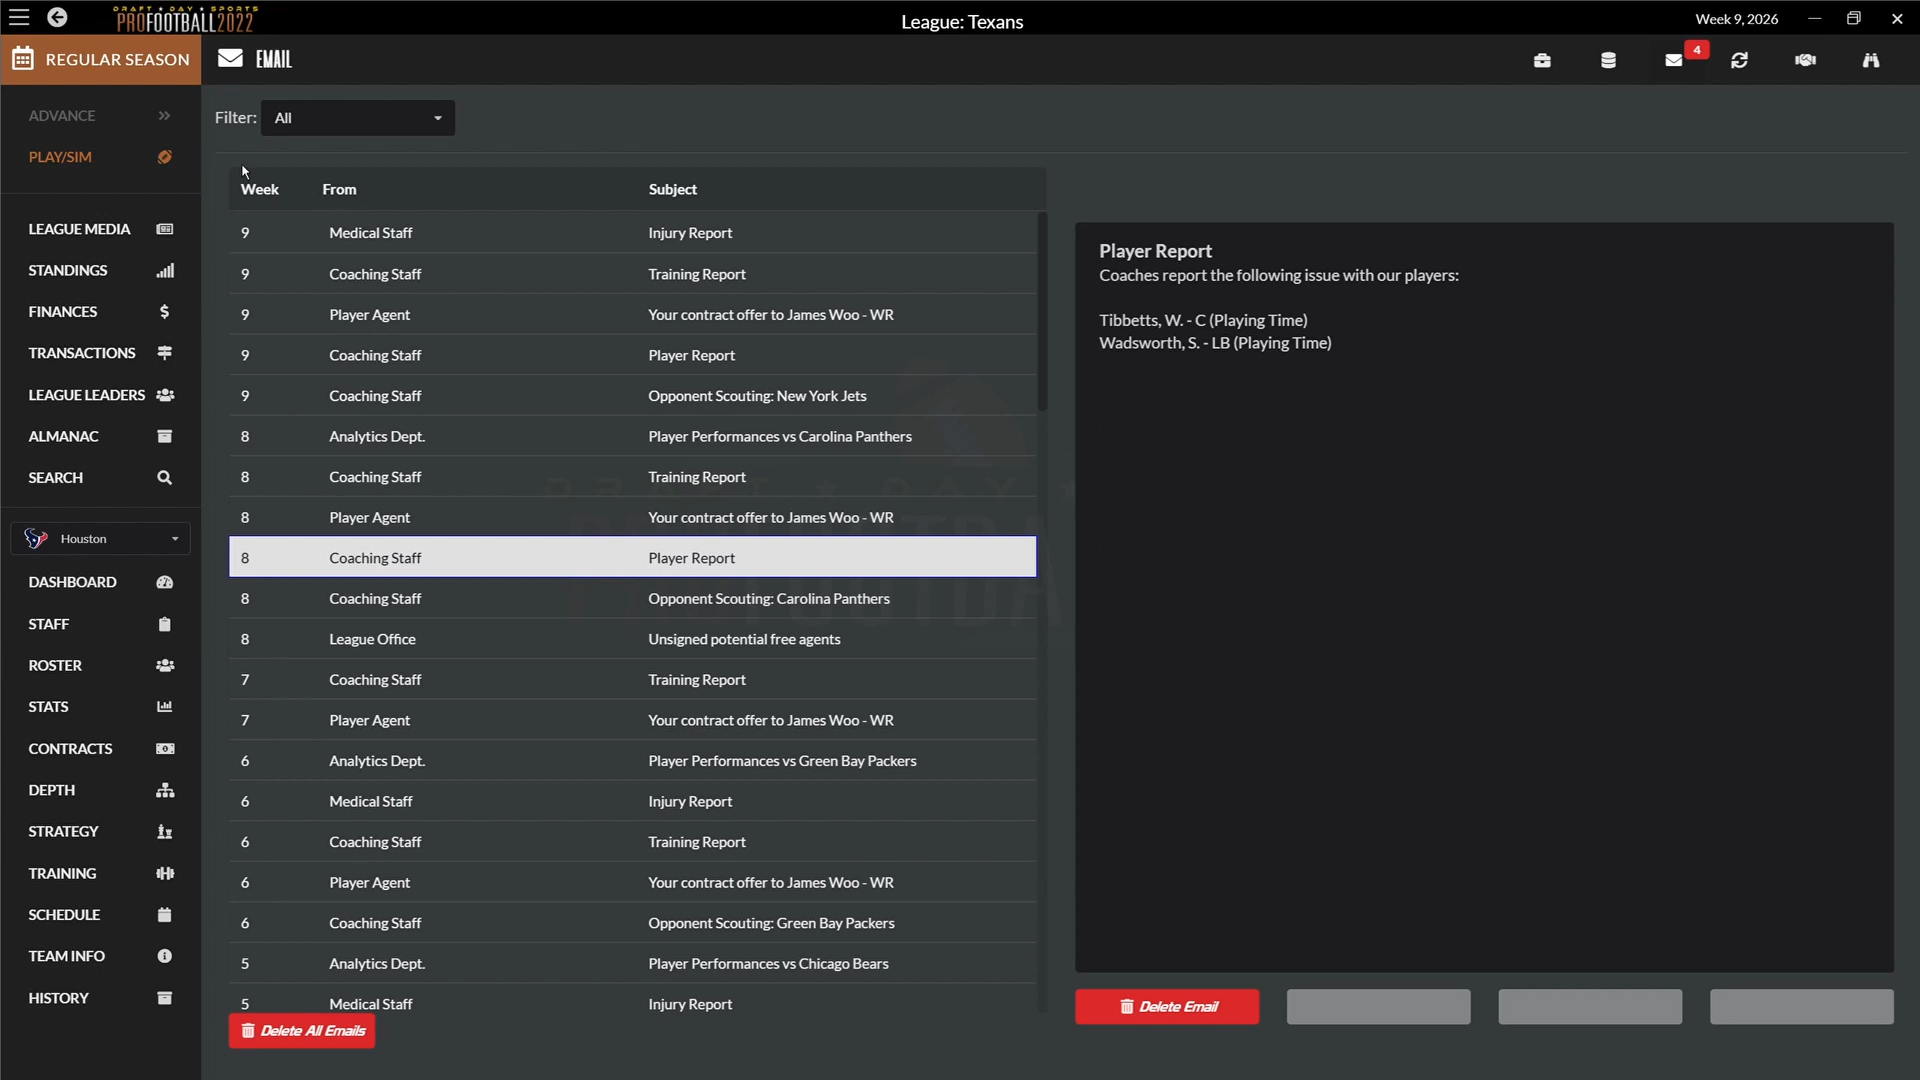 DRAFT DAY SPORTS
PROFOOTBALL2022
League: Texans
Week 9, 2026
REGULAR SEASON
EMAIL
4
ADVANCE
PLAY/SIM
LEAGUE MEDIA
STANDINGS
FINANCES
TRANSACTIONS
LEAGUE LEADERS
ALMANAC
SEARCH
Houston
DASHBOARD
STAFF
ROSTER
STATS
CONTRACTS
DEPTH
STRATEGY
TRAINING
SCHEDULE
TEAM INFO
HISTORY
Filter: All
Week From Subject
9 Medical Staff Injury Report
9 Coaching Staff Training Report
9 Player Agent Your contract offer to James Woo - WR
9 Coaching Staff Player Report
9 Coaching Staff Opponent Scouting: New York Jets
8 Analytics Dept. Player Performances vs Carolina Panthers
8 Coaching Staff Training Report
8 Player Agent Your contract offer to James Woo - WR
8 Coaching Staff Player Report
8 Coaching Staff Opponent Scouting: Carolina Panthers
8 League Office Unsigned potential free agents
7 Coaching Staff Training Report
7 Player Agent Your contract offer to James Woo - WR
6 Analytics Dept. Player Performances vs Green Bay Packers
6 Medical Staff Injury Report
6 Coaching Staff Training Report
6 Player Agent Your contract offer to James Woo - WR
6 Coaching Staff Opponent Scouting: Green Bay Packers
5 Analytics Dept. Player Performances vs Chicago Bears
5 Medical Staff Injury Report
Delete All Emails
Player Report
Coaches report the following issue with our players:
Tibbetts, W. - C (Playing Time)
Wadsworth, S. - LB (Playing Time)
Delete Email